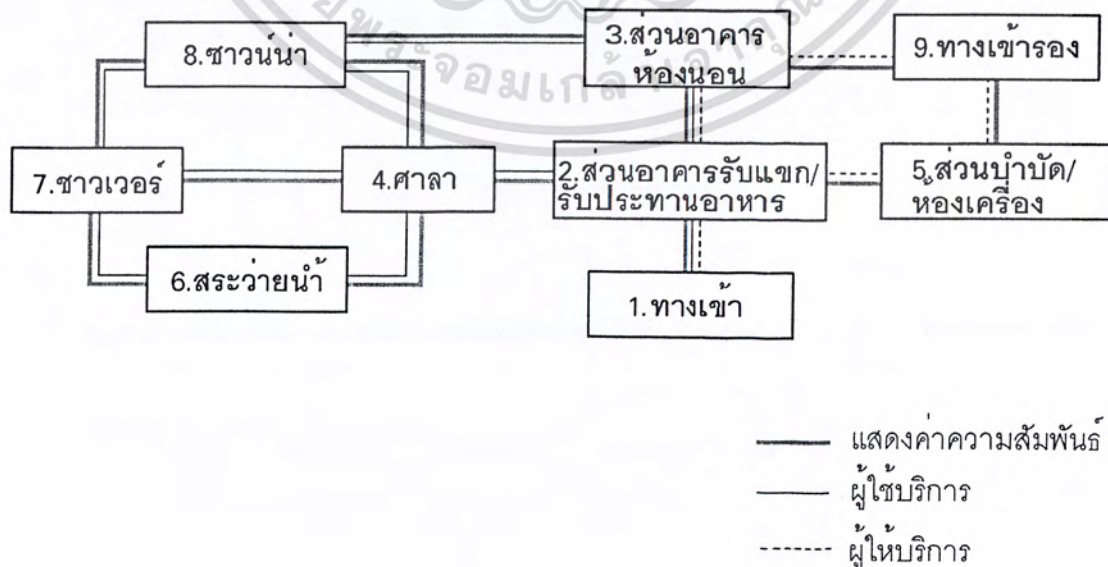 8.ซาวน์น่า
3.ส่วนอาคาร
ห้องนอน
9.ทางเข้ารอง
7.ซาวเวอร์
4.ศาลา
2.ส่วนอาคารรับแขก/
รับประทานอาหาร
5.ส่วนบำบัด/
ห้องเครื่อง
6.สระว่ายน้ำ
1.ทางเข้า
แสดงค่าความสัมพันธ์
ผู้ใช้บริการ
ผู้ให้บริการ